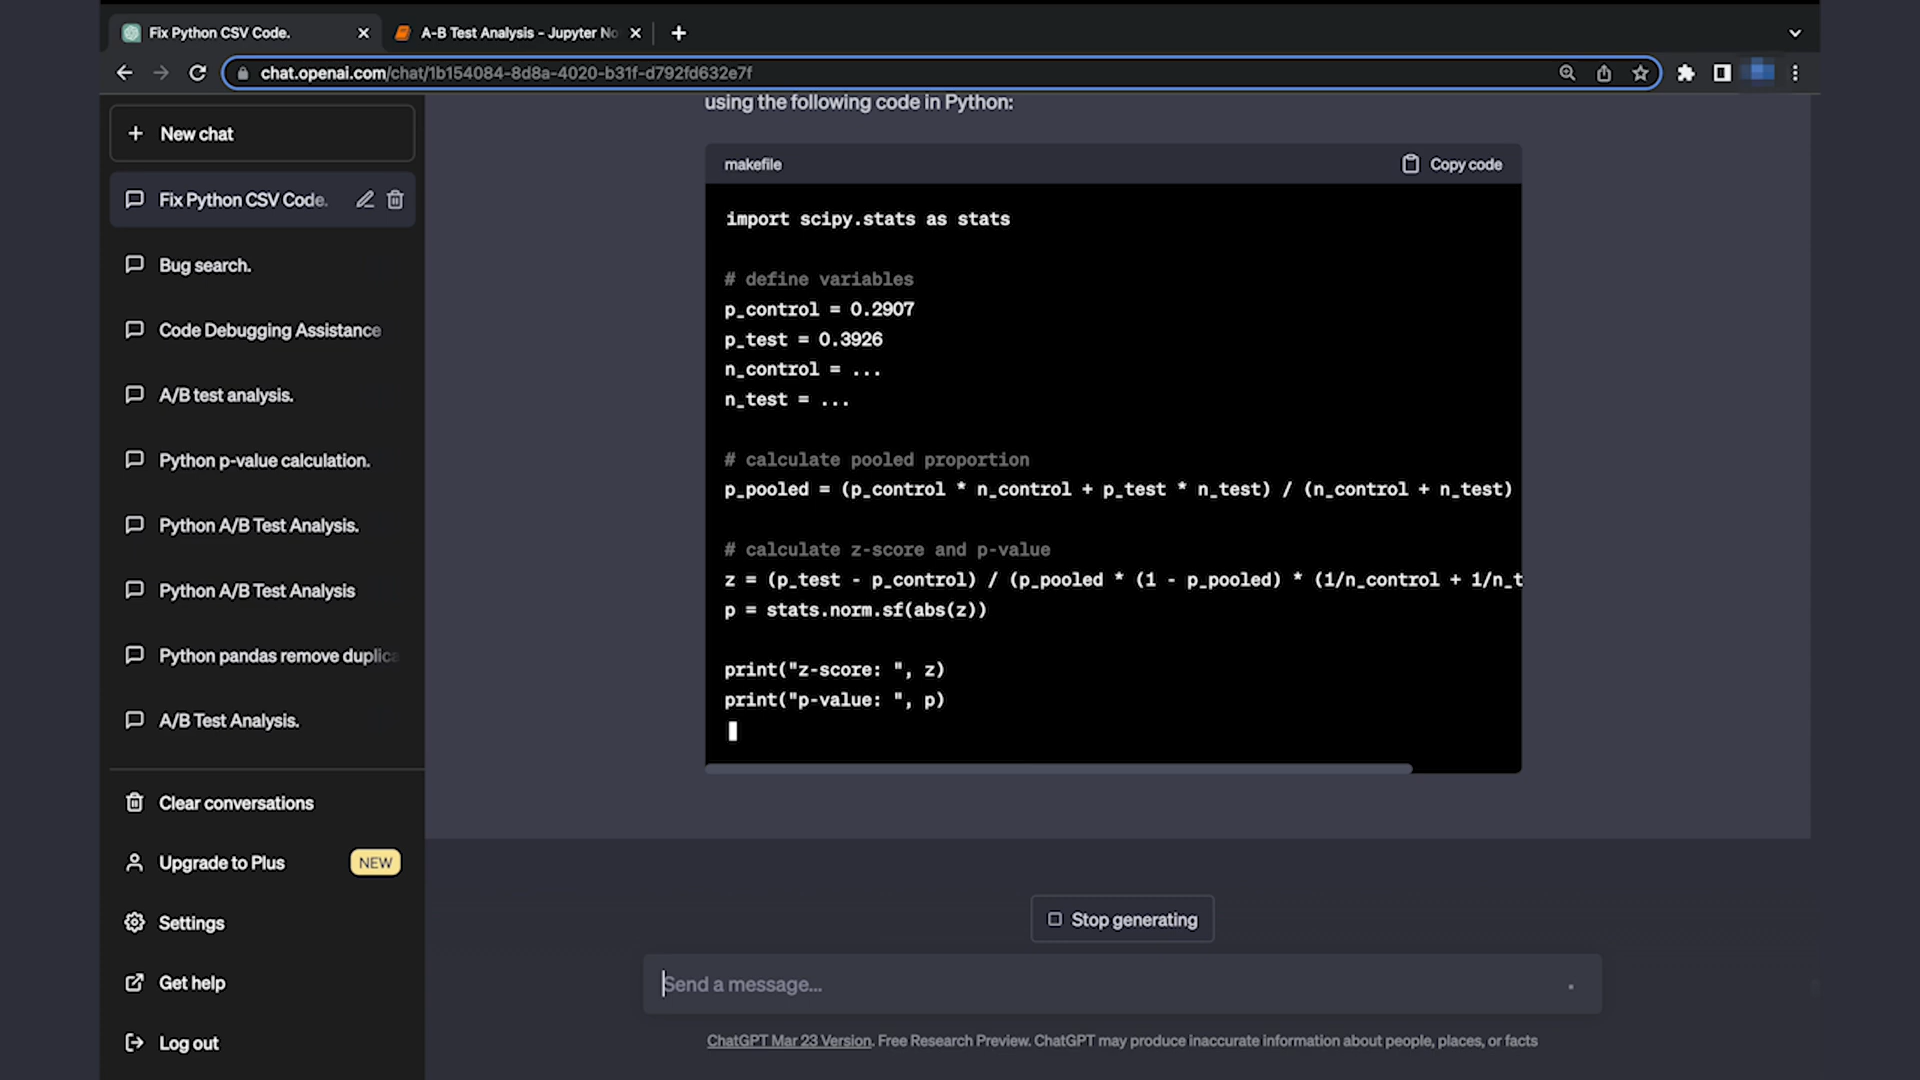 Fix Python CSV Code.
A-B Test Analysis - Jupyter No
chat.openai.com/chat/1b154084-8d8a-4020-b31f-d792fd632e7f
New chat
Fix Python CSV Code.
Bug search.
Code Debugging Assistance
A/B test analysis.
Python p-value calculation.
Python A/B Test Analysis.
Python A/B Test Analysis
Python pandas remove duplica
A/B Test Analysis.
Clear conversations
Upgrade to Plus NEW
Settings
Get help
Log out
using the following code in Python:
makefile Copy code
import scipy.stats as stats
# define variables
p_control = 0.2907
p_test = 0.3926
n_control = ...
n_test = ...
# calculate pooled proportion
p_pooled = (p_control * n_control + p_test * n_test) / (n_control + n_test)
# calculate z-score and p-value
z = (p_test - p_control) / (p_pooled * (1 - p_pooled) * (1/n_control + 1/n_t
p = stats.norm.sf(abs(z))
print("z-score: ", z)
print("p-value: ", p)
Stop generating
Send a message...
ChatGPT Mar 23 Version. Free Research Preview. ChatGPT may produce inaccurate information about people, places, or facts